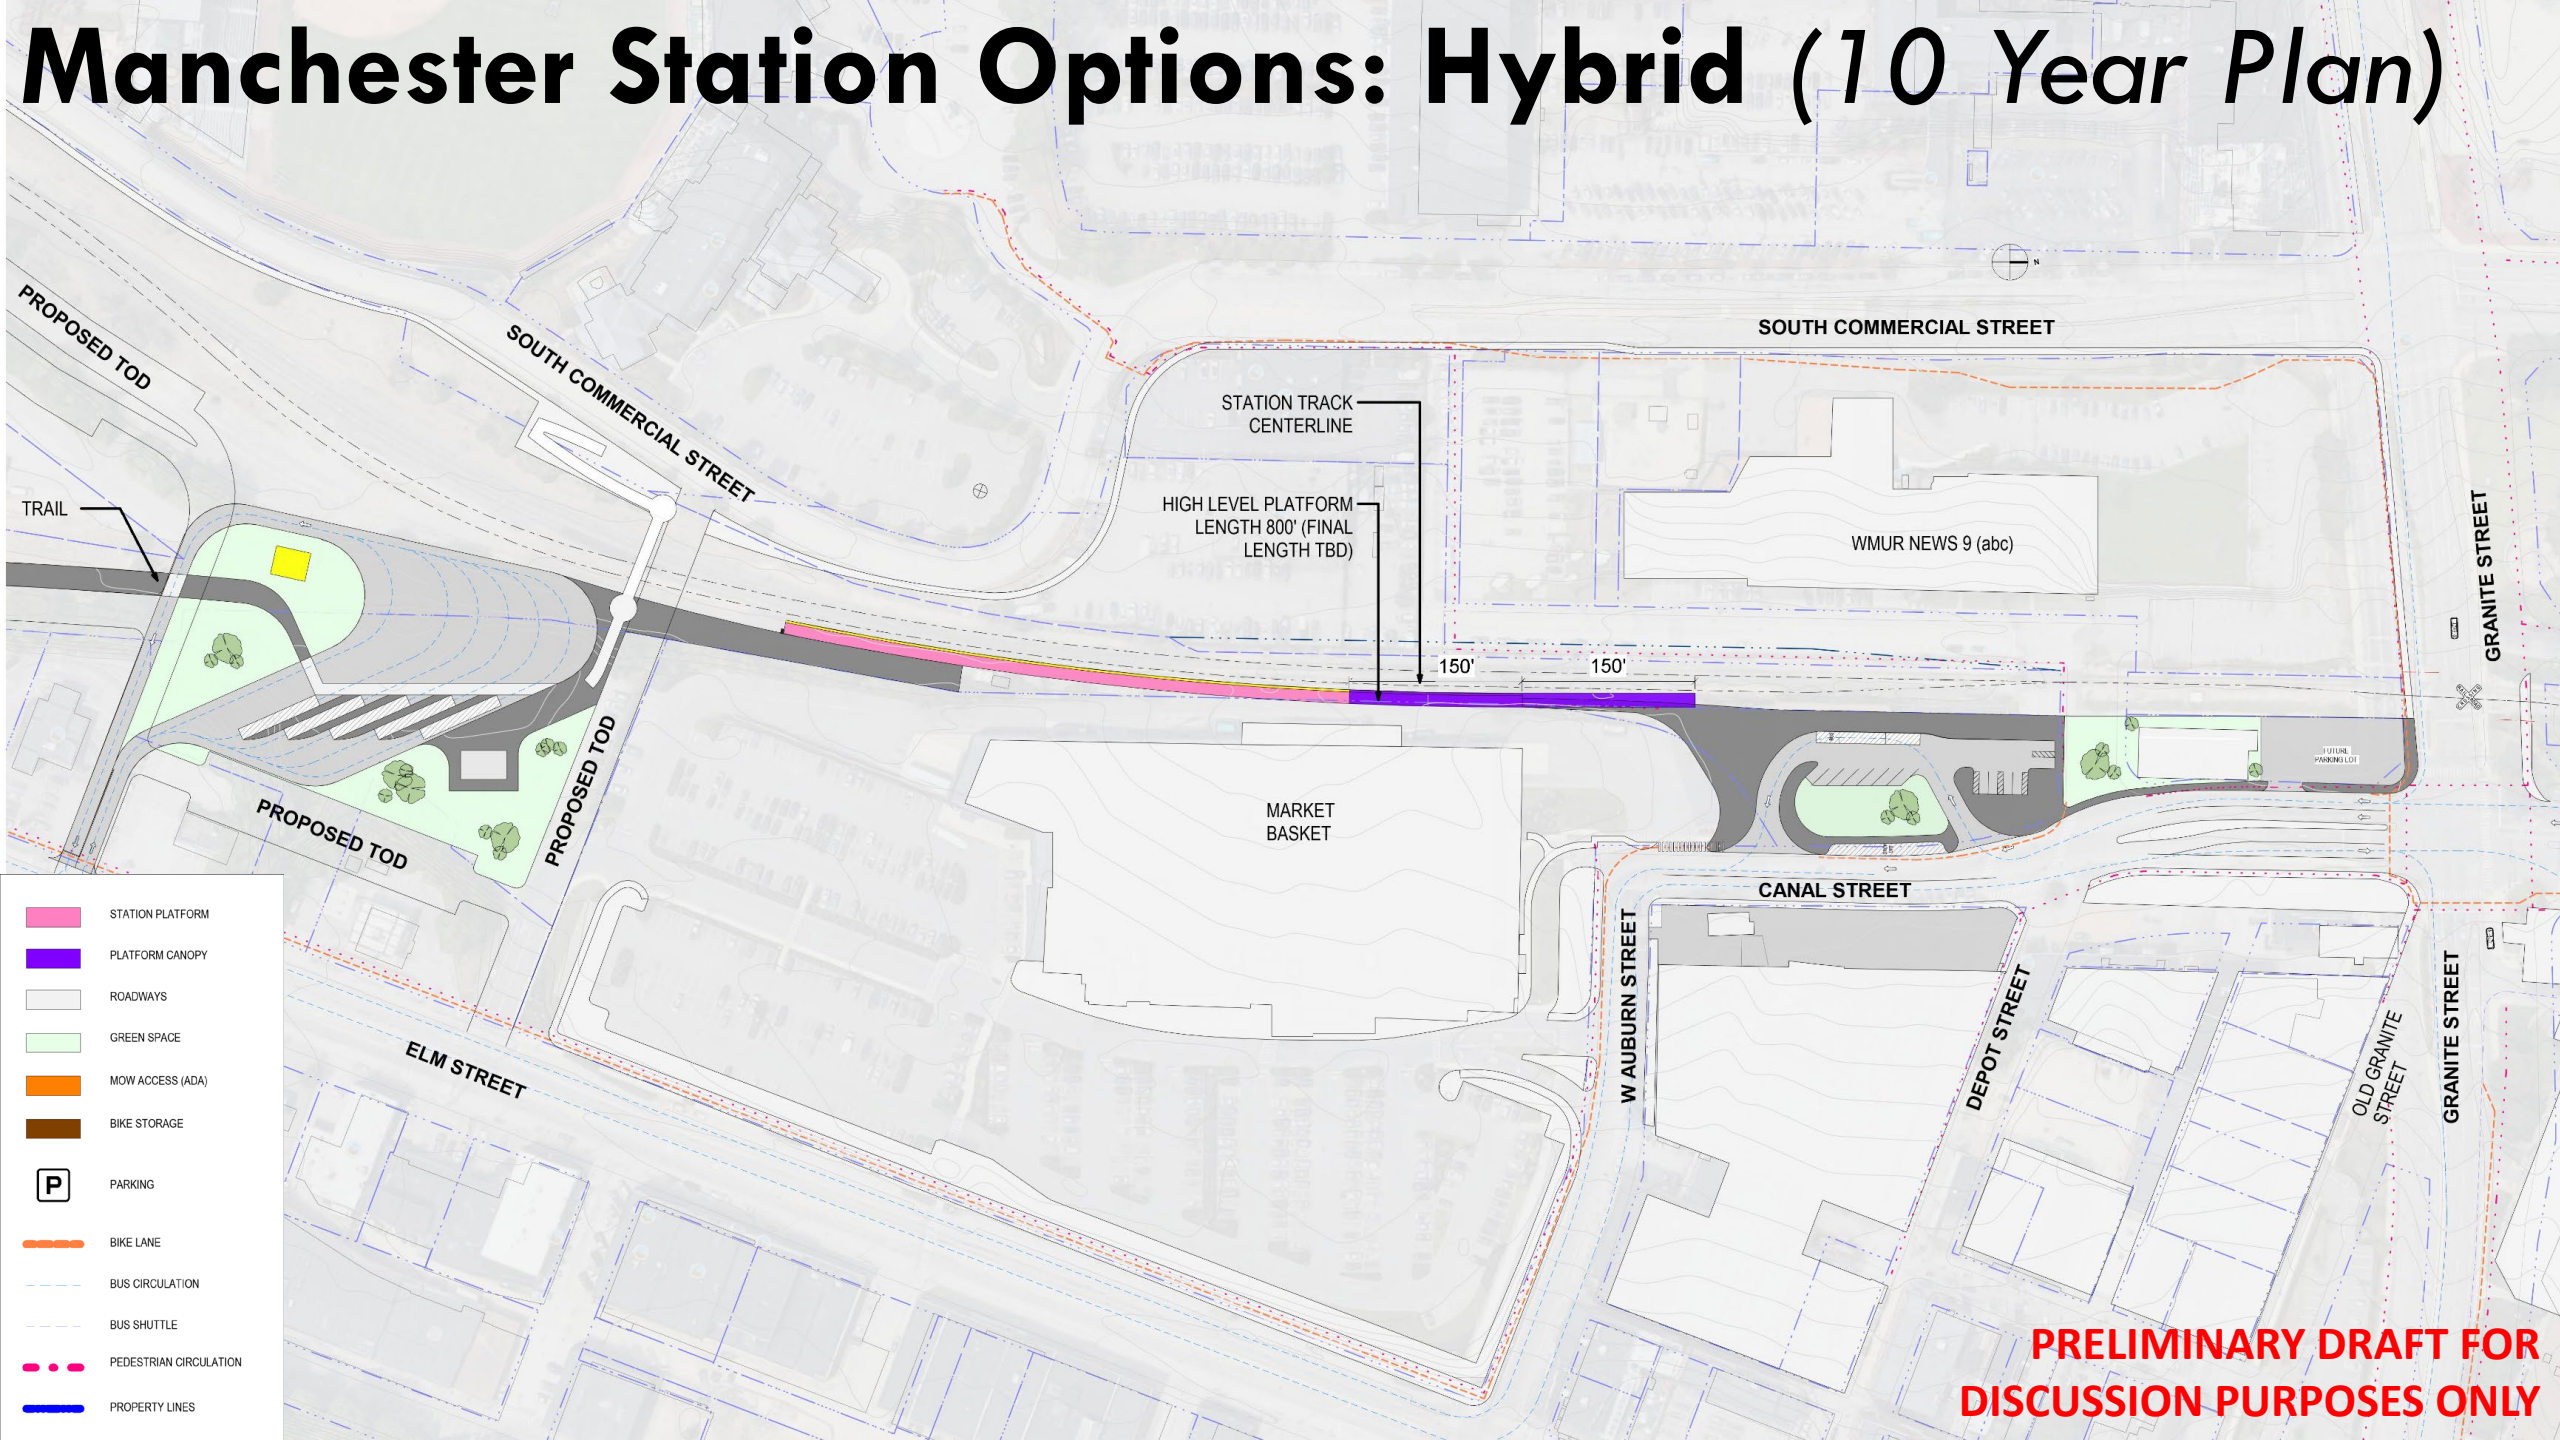 Manchester Station Options: Hybrid (10 Year Plan)
N
SOUTH COMMERCIAL STREET
PROPOSED TOD
SOUTH COMMERCIAL STREET
STATION TRACK
CENTERLINE
TRAIL
HIGH LEVEL PLATFORM
LENGTH 800' (FINAL
LENGTH TBD)
WMUR NEWS 9 (abc)
GRANITE STREET
150'
150'
FUTURE
PARKING LOT
PROPOSED TOD
PROPOSED TOD
MARKET
BASKET
CANAL STREET
W AUBURN STREET
DEPOT STREET
OLD GRANITE
STREET
GRANITE STREET
ELM STREET
STATION PLATFORM
PLATFORM CANOPY
ROADWAYS
GREEN SPACE
MOW ACCESS (ADA)
BIKE STORAGE
P PARKING
BIKE LANE
BUS CIRCULATION
BUS SHUTTLE
PEDESTRIAN CIRCULATION
PROPERTY LINES
PRELIMINARY DRAFT FOR
DISCUSSION PURPOSES ONLY